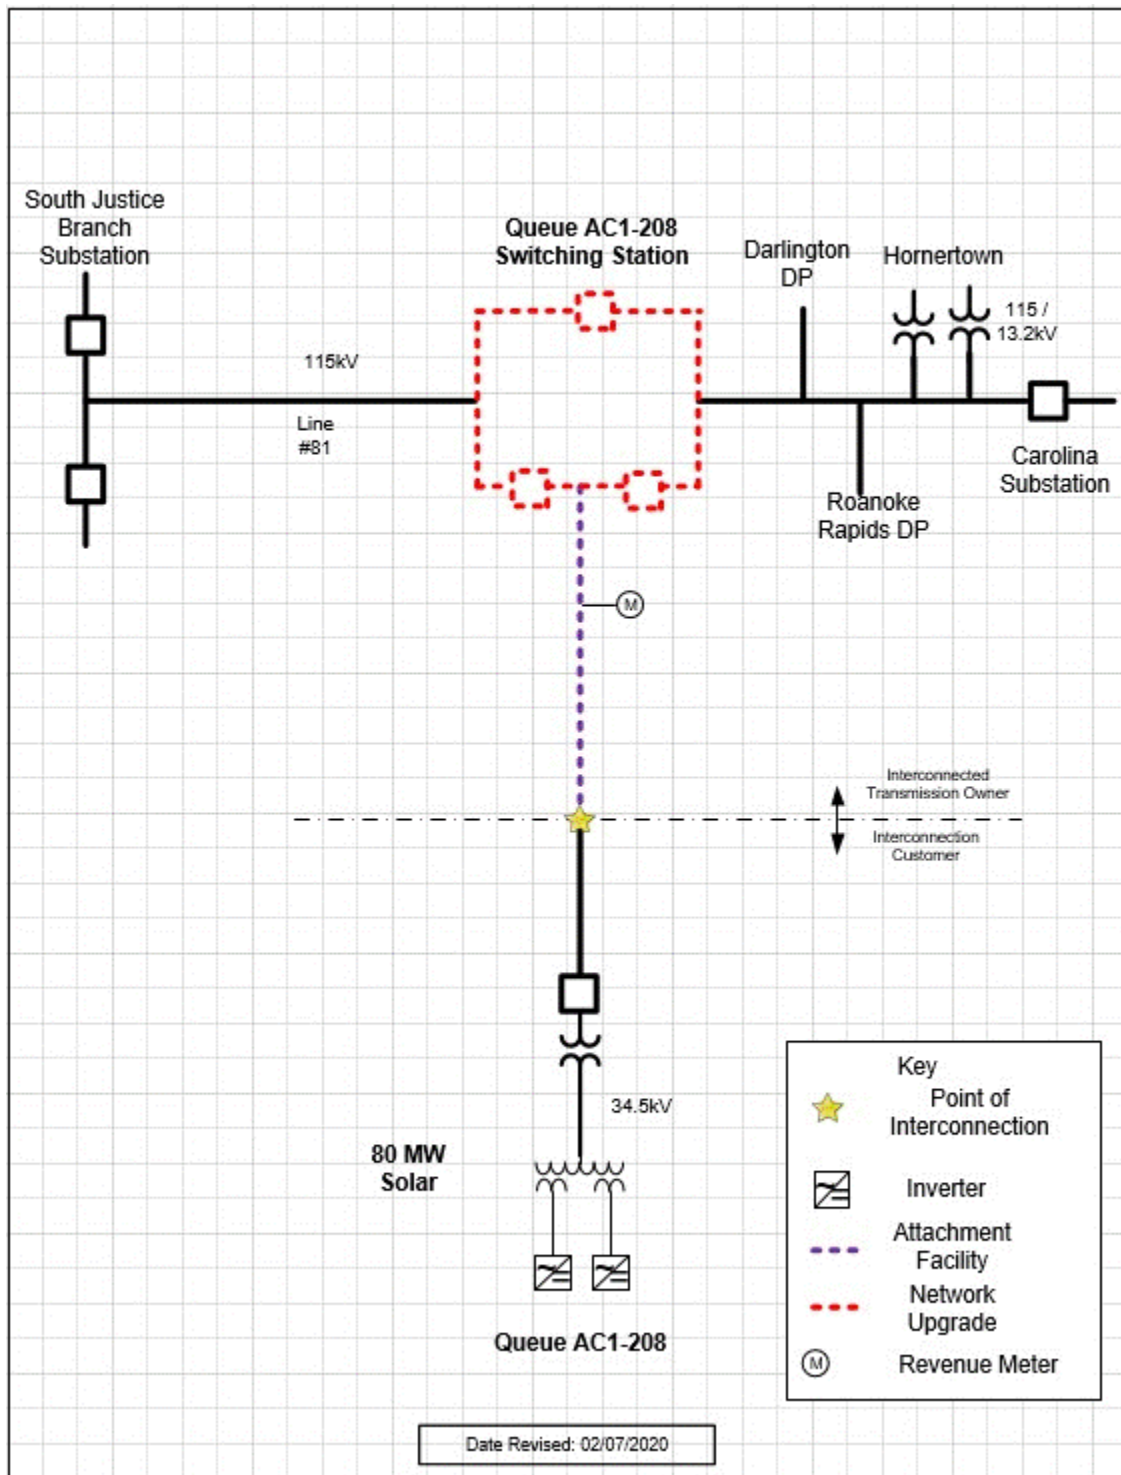 South Justice
Branch
Substation
Queue AC1-208
Switching Station
Darlington
DP
Hornertown
115 /
13.2kV
115kV
Line
#81
Carolina
Substation
Roanoke
Rapids DP
M
Interconnected
Transmission Owner
Interconnection
Customer
34.5kV
80 MW
Solar
Queue AC1-208
Key
Point of
Interconnection
Inverter
Attachment
Facility
Network
Upgrade
M
Revenue Meter
Date Revised: 02/07/2020